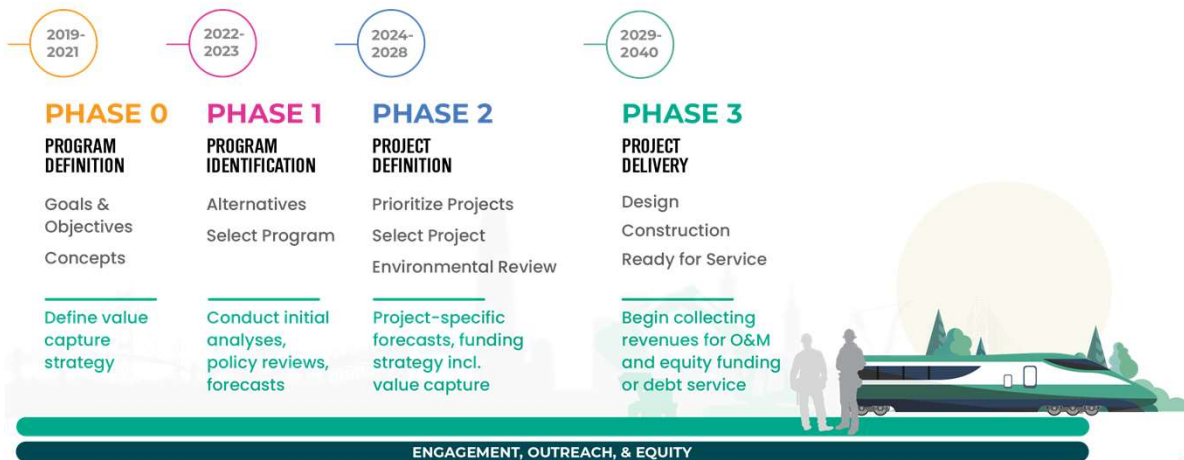 2019-
2021
2022-
2023
2024-
2028
2029-
2040
PHASE 0
PROGRAM
DEFINITION
Goals &
Objectives
Concepts
Define value
capture
strategy
PHASE 1
PROGRAM
IDENTIFICATION
Alternatives
Select Program
Conduct initial
analyses,
policy reviews,
forecasts
PHASE 2
PROJECT
DEFINITION
Prioritize Projects
Select Project
Environmental Review
Project-specific
forecasts, funding
strategy incl.
value capture
PHASE 3
PROJECT
DELIVERY
Design
Construction
Ready for Service
Begin collecting
revenues for O&M
and equity funding
or debt service
ENGAGEMENT, OUTREACH, & EQUITY